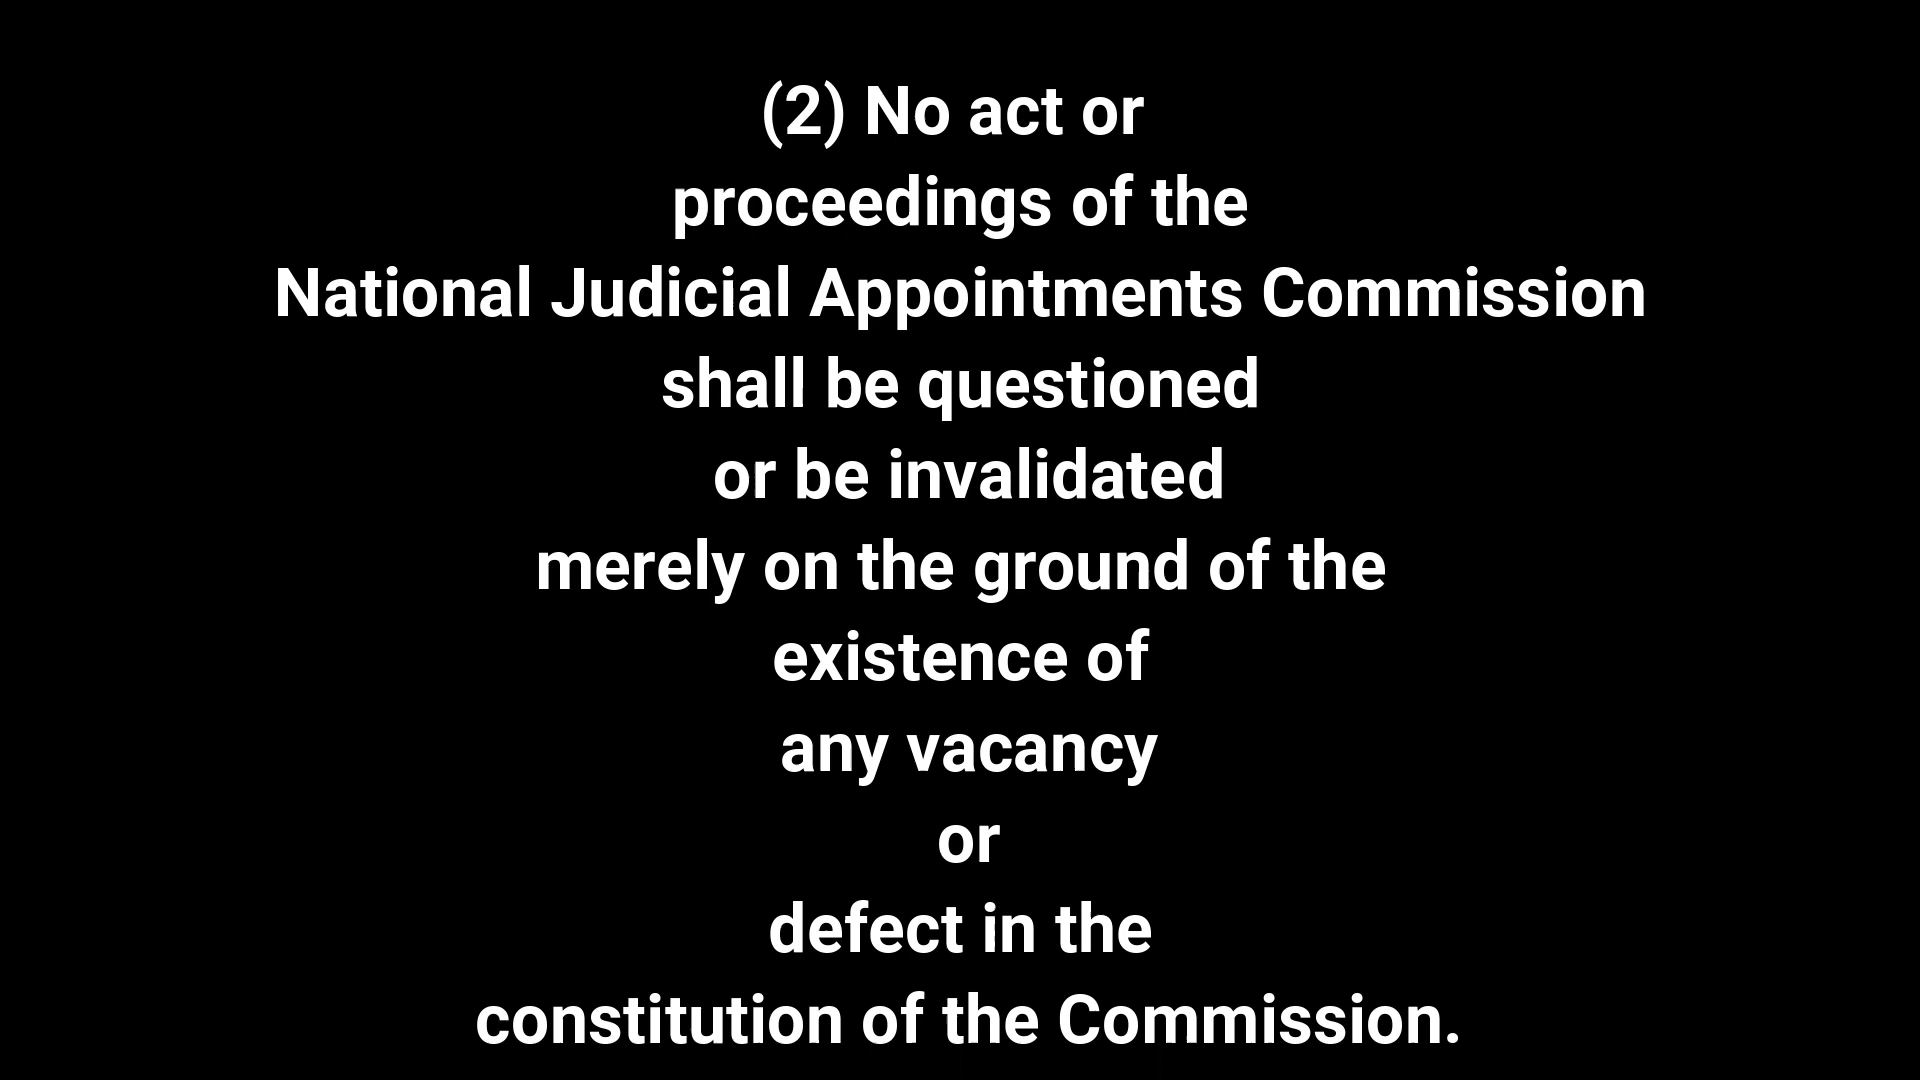 (2) No act or
proceedings of the
National Judicial Appointments Commission
shall be questioned
or be invalidated
merely on the ground of the
existence of
any vacancy
or
defect in the
constitution of the Commission.